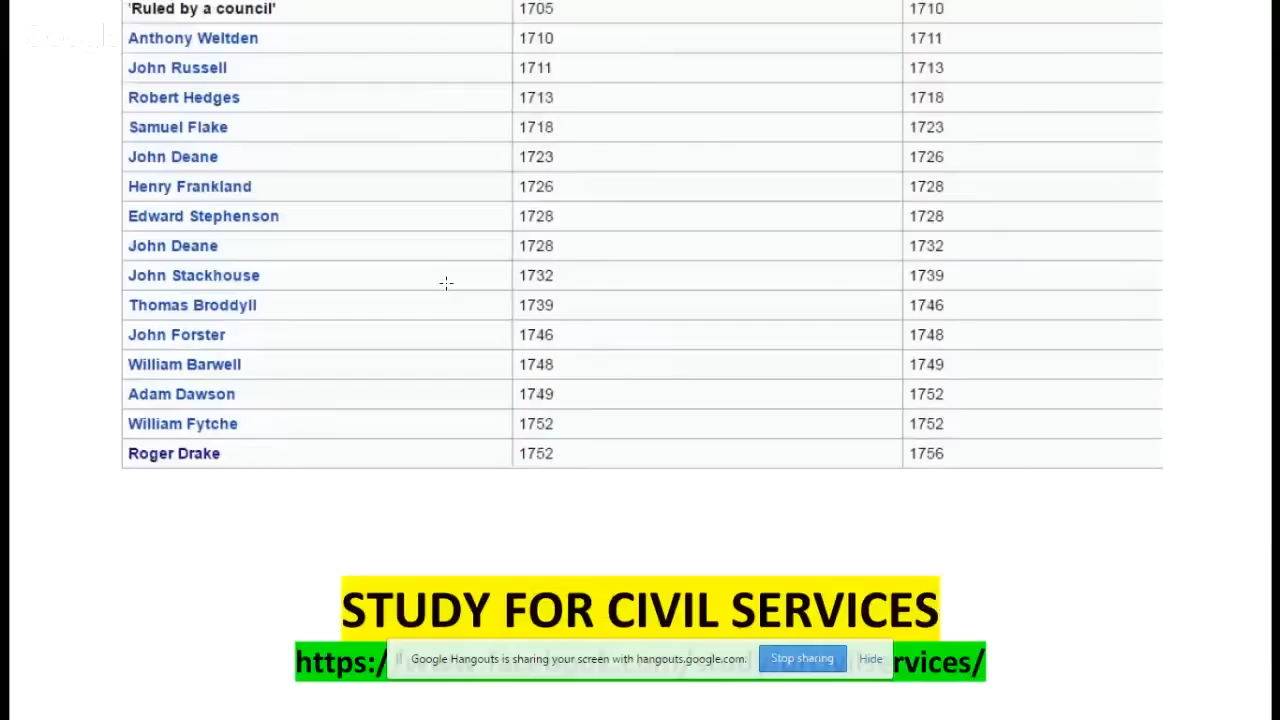 'Ruled by a council' 1705 1710
Anthony Weltden 1710 1711
John Russell 1711 1713
Robert Hedges 1713 1718
Samuel Flake 1718 1723
John Deane 1723 1726
Henry Frankland 1726 1728
Edward Stephenson 1728 1728
John Deane 1728 1732
John Stackhouse 1732 1739
Thomas Broddyll 1739 1746
John Forster 1746 1748
William Barwell 1748 1749
Adam Dawson 1749 1752
William Fytche 1752 1752
Roger Drake 1752 1756
STUDY FOR CIVIL SERVICES
https:/ rvices/
Google Hangouts is sharing your screen with hangouts.google.com. Stop sharing Hide